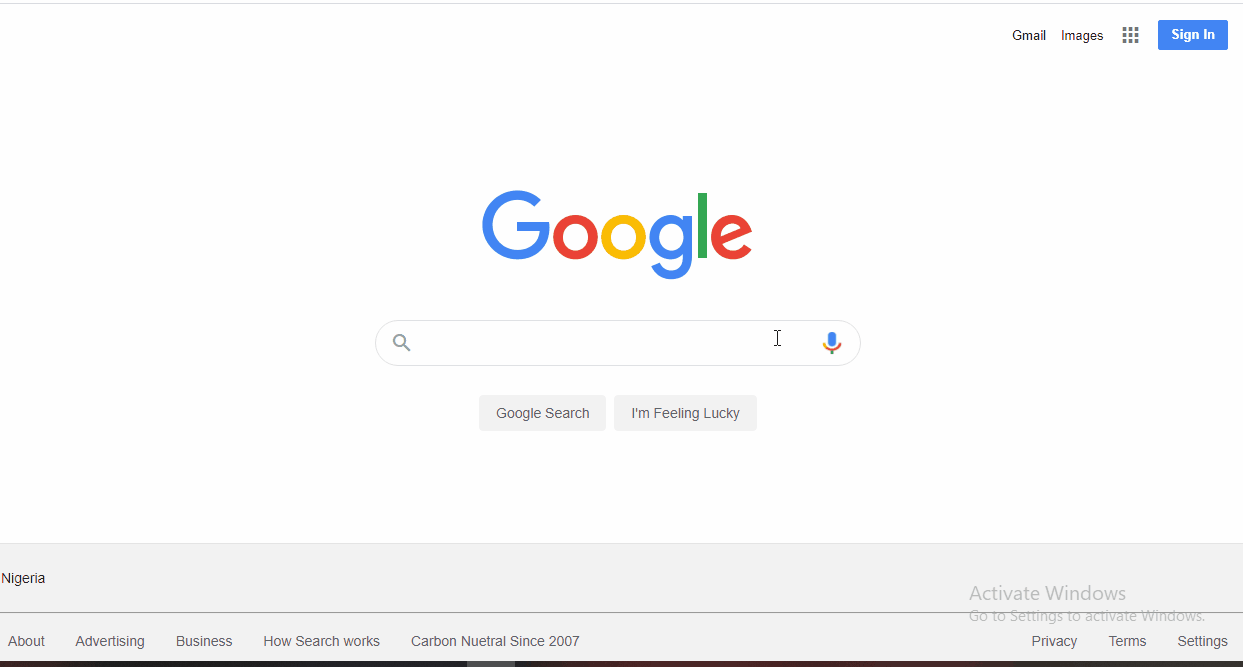 Gmail Images Sign In
Google
Google Search I'm Feeling Lucky
Nigeria
Activate Windows
Go to Settings to activate Windows.
About Advertising Business How Search works Carbon Nuetral Since 2007 Privacy Terms Settings